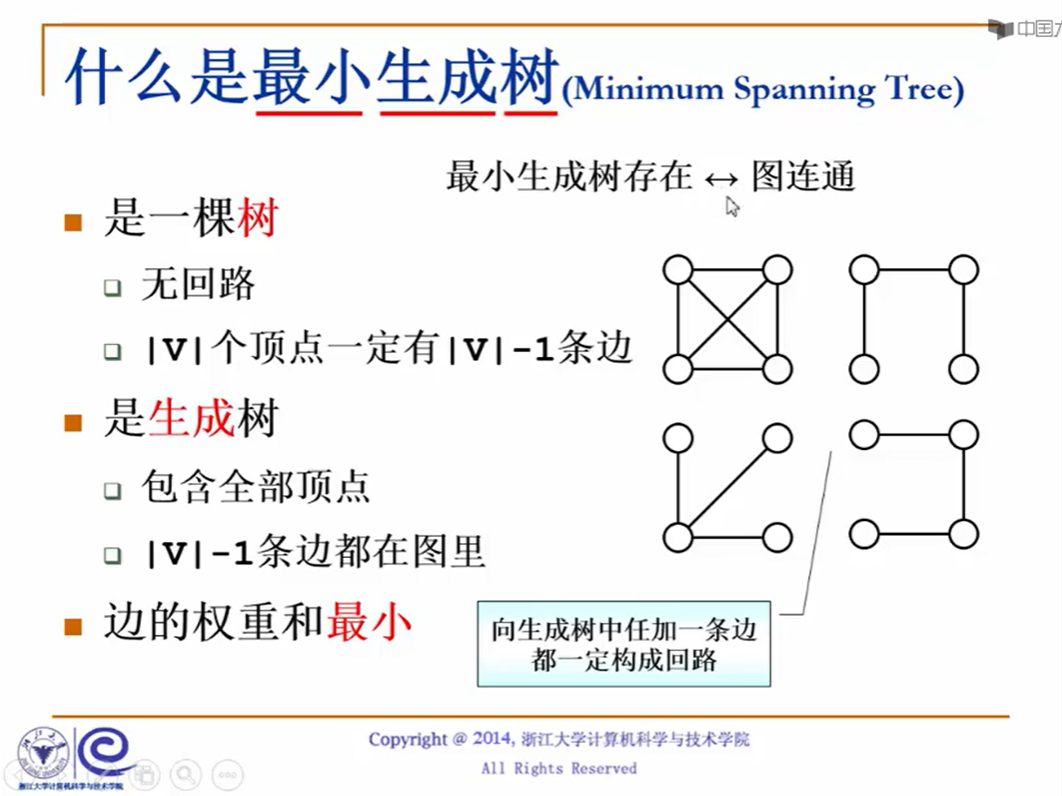 中国大
什么是最小生成树(Minimum Spanning Tree)
最小生成树存在 ↔ 图连通
■ 是一棵树
❑ 无回路
❑ |V|个顶点一定有|V|-1条边
■ 是生成树
❑ 包含全部顶点
❑ |V|-1条边都在图里
■ 边的权重和最小
向生成树中任加一条边
都一定构成回路
Copyright @ 2014, 浙江大学计算机科学与技术学院
All Rights Reserved
浙江大学计算机科学与技术学院